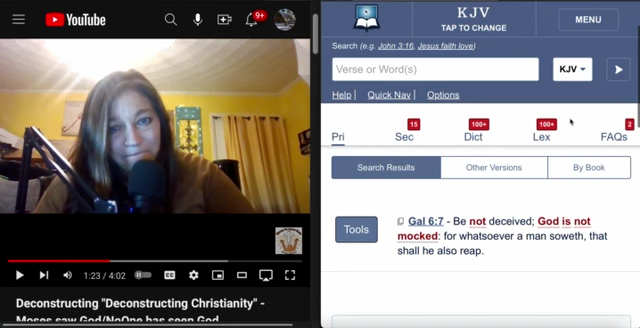 YouTube
9+
1:23 / 4:02
CC
Deconstructing "Deconstructing Christianity" -
Moses saw God/NoOne has seen God
KJV
TAP TO CHANGE
MENU
Search (e.g. John 3:16, Jesus faith love)
Verse or Word(s)
KJV
Help | Quick Nav | Options
15
100+
100+
2
Pri
Sec
Dict
Lex
FAQs
Search Results
Other Versions
By Book
Tools
Gal 6:7 - Be not deceived; God is not
mocked: for whatsoever a man soweth, that
shall he also reap.